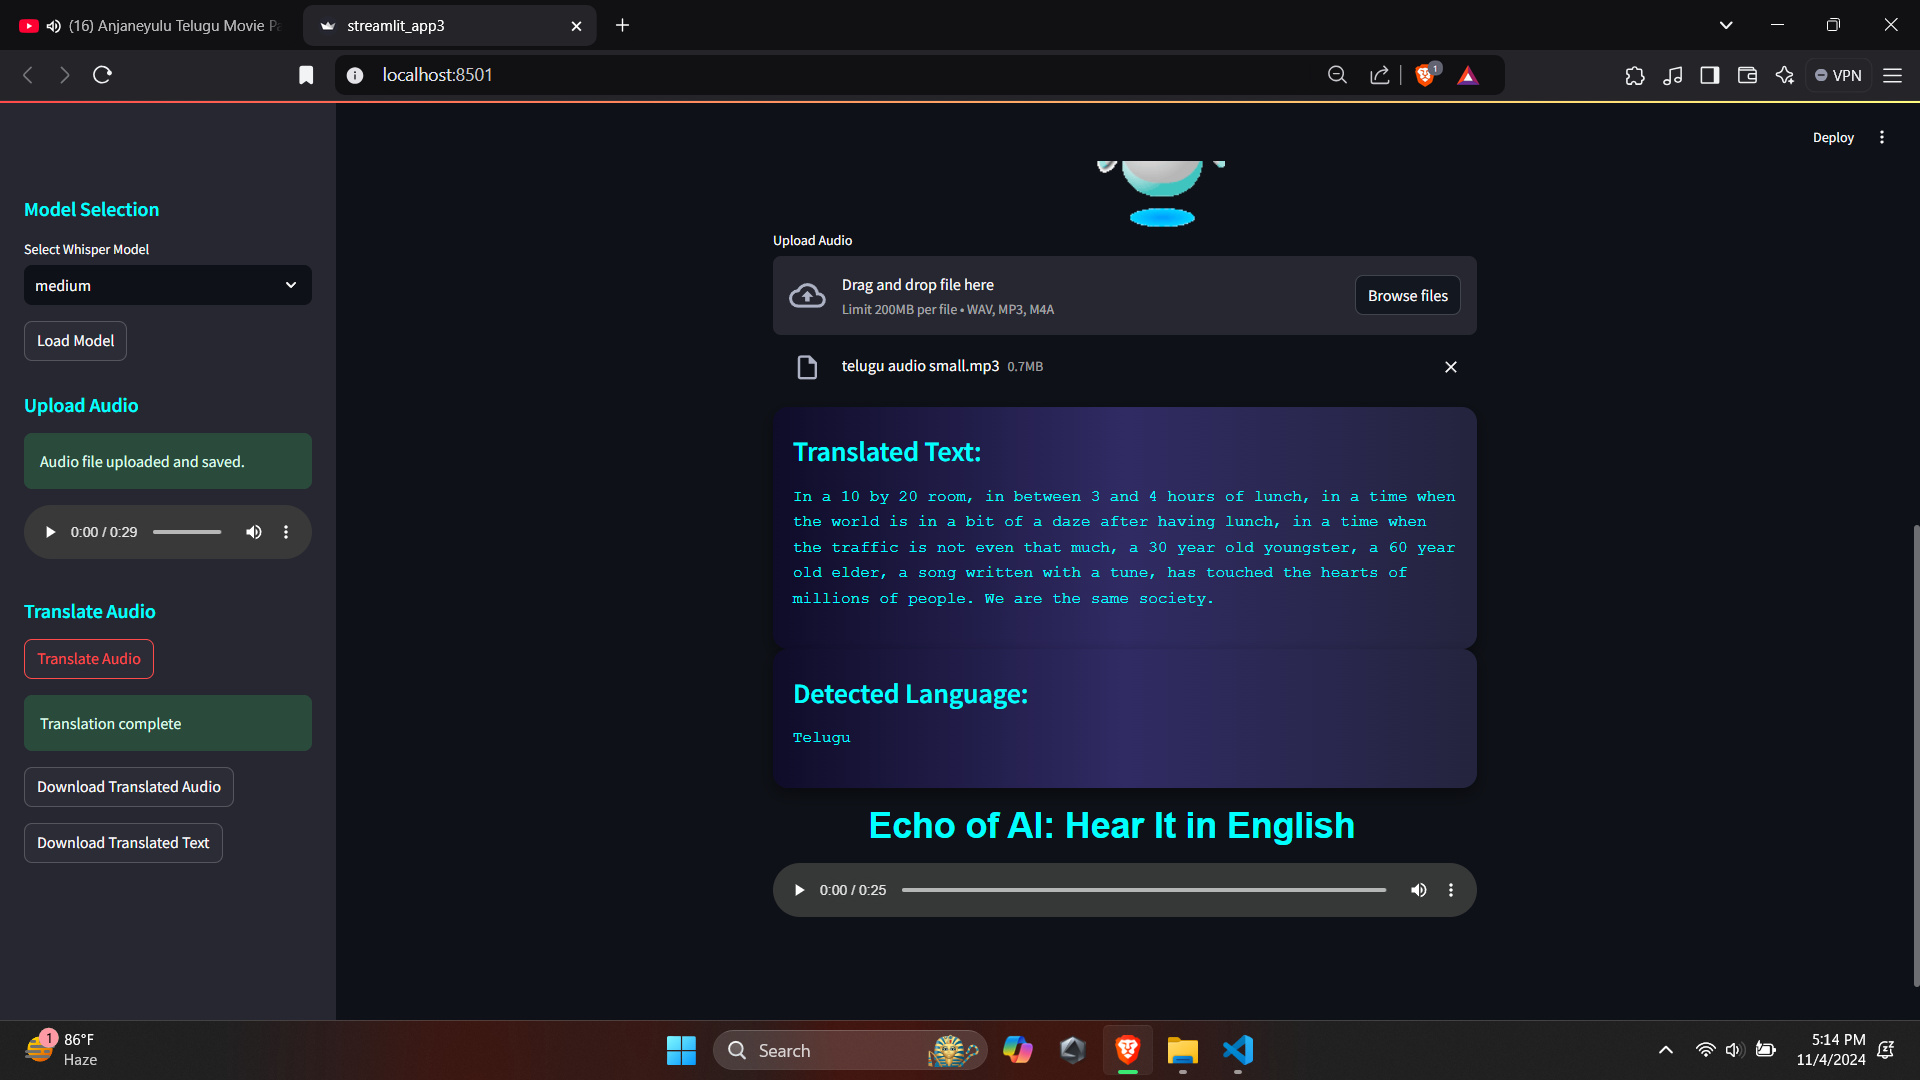 (16) Anjaneyulu Telugu Movie Pa
streamlit_app3
localhost:8501
1
VPN
Deploy
Model Selection
Select Whisper Model
medium
Load Model
Upload Audio
Audio file uploaded and saved.
0:00 / 0:29
Translate Audio
Translate Audio
Translation complete
Download Translated Audio
Download Translated Text
Upload Audio
Drag and drop file here
Limit 200MB per file • WAV, MP3, M4A
Browse files
telugu audio small.mp3 0.7MB
Translated Text:
In a 10 by 20 room, in between 3 and 4 hours of lunch, in a time when
the world is in a bit of a daze after having lunch, in a time when
the traffic is not even that much, a 30 year old youngster, a 60 year
old elder, a song written with a tune, has touched the hearts of
millions of people. We are the same society.
Detected Language:
Telugu
Echo of AI: Hear It in English
0:00 / 0:25
1
86°F
Haze
Search
5:14 PM
11/4/2024